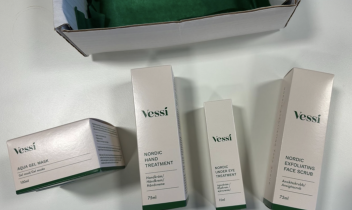 Vessi
AQUA GEL MASK
Vessi
NORDIC
HAND
TREATMENT
75ml
Vessi
NORDIC
UNDER EYE
TREATMENT
Vessi
NORDIC
EXFOLIATING
FACE SCRUB
75ml